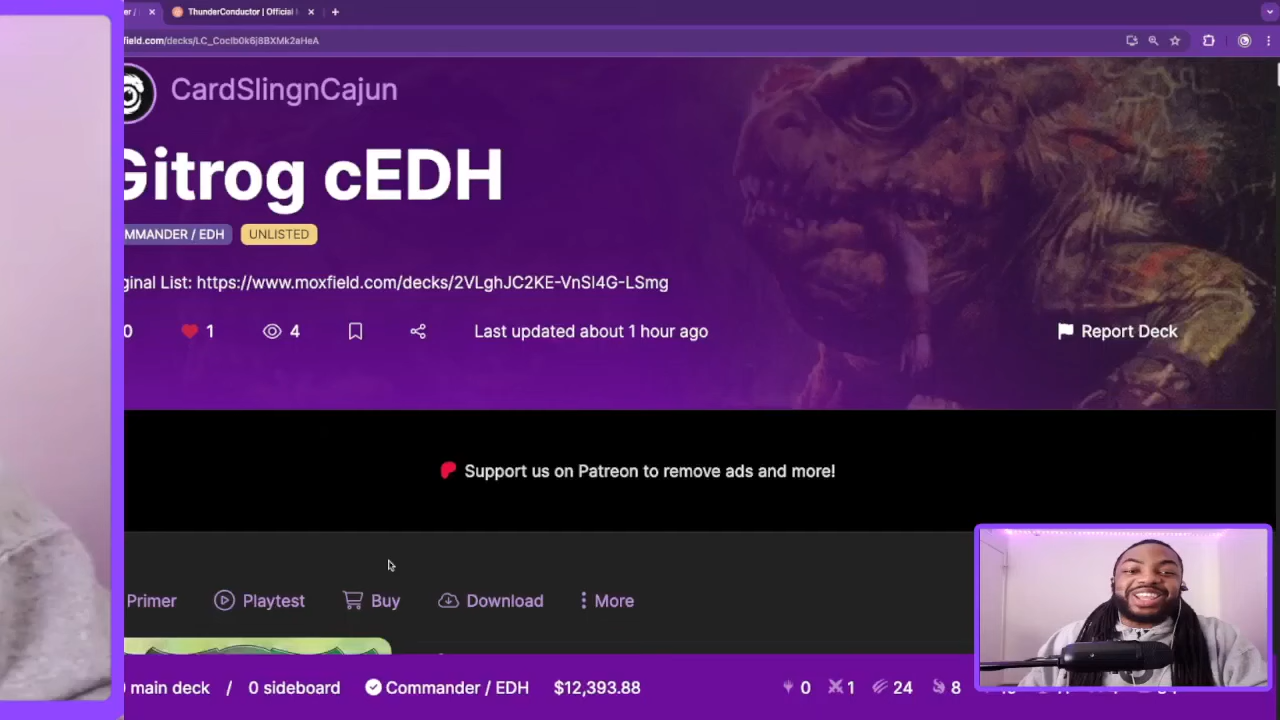 ThunderConductor | Official
field.com/decks/LC_CocIb0k6j8BXMk2aHeA
CardSlingnCajun
Gitrog cEDH
MMANDER / EDH UNLISTED
ginal List: https://www.moxfield.com/decks/2VLghJC2KE-VnSI4G-LSmg
0 1 4 Last updated about 1 hour ago Report Deck
Support us on Patreon to remove ads and more!
Primer Playtest Buy Download More
main deck / 0 sideboard Commander / EDH $12,393.88 0 1 24 8